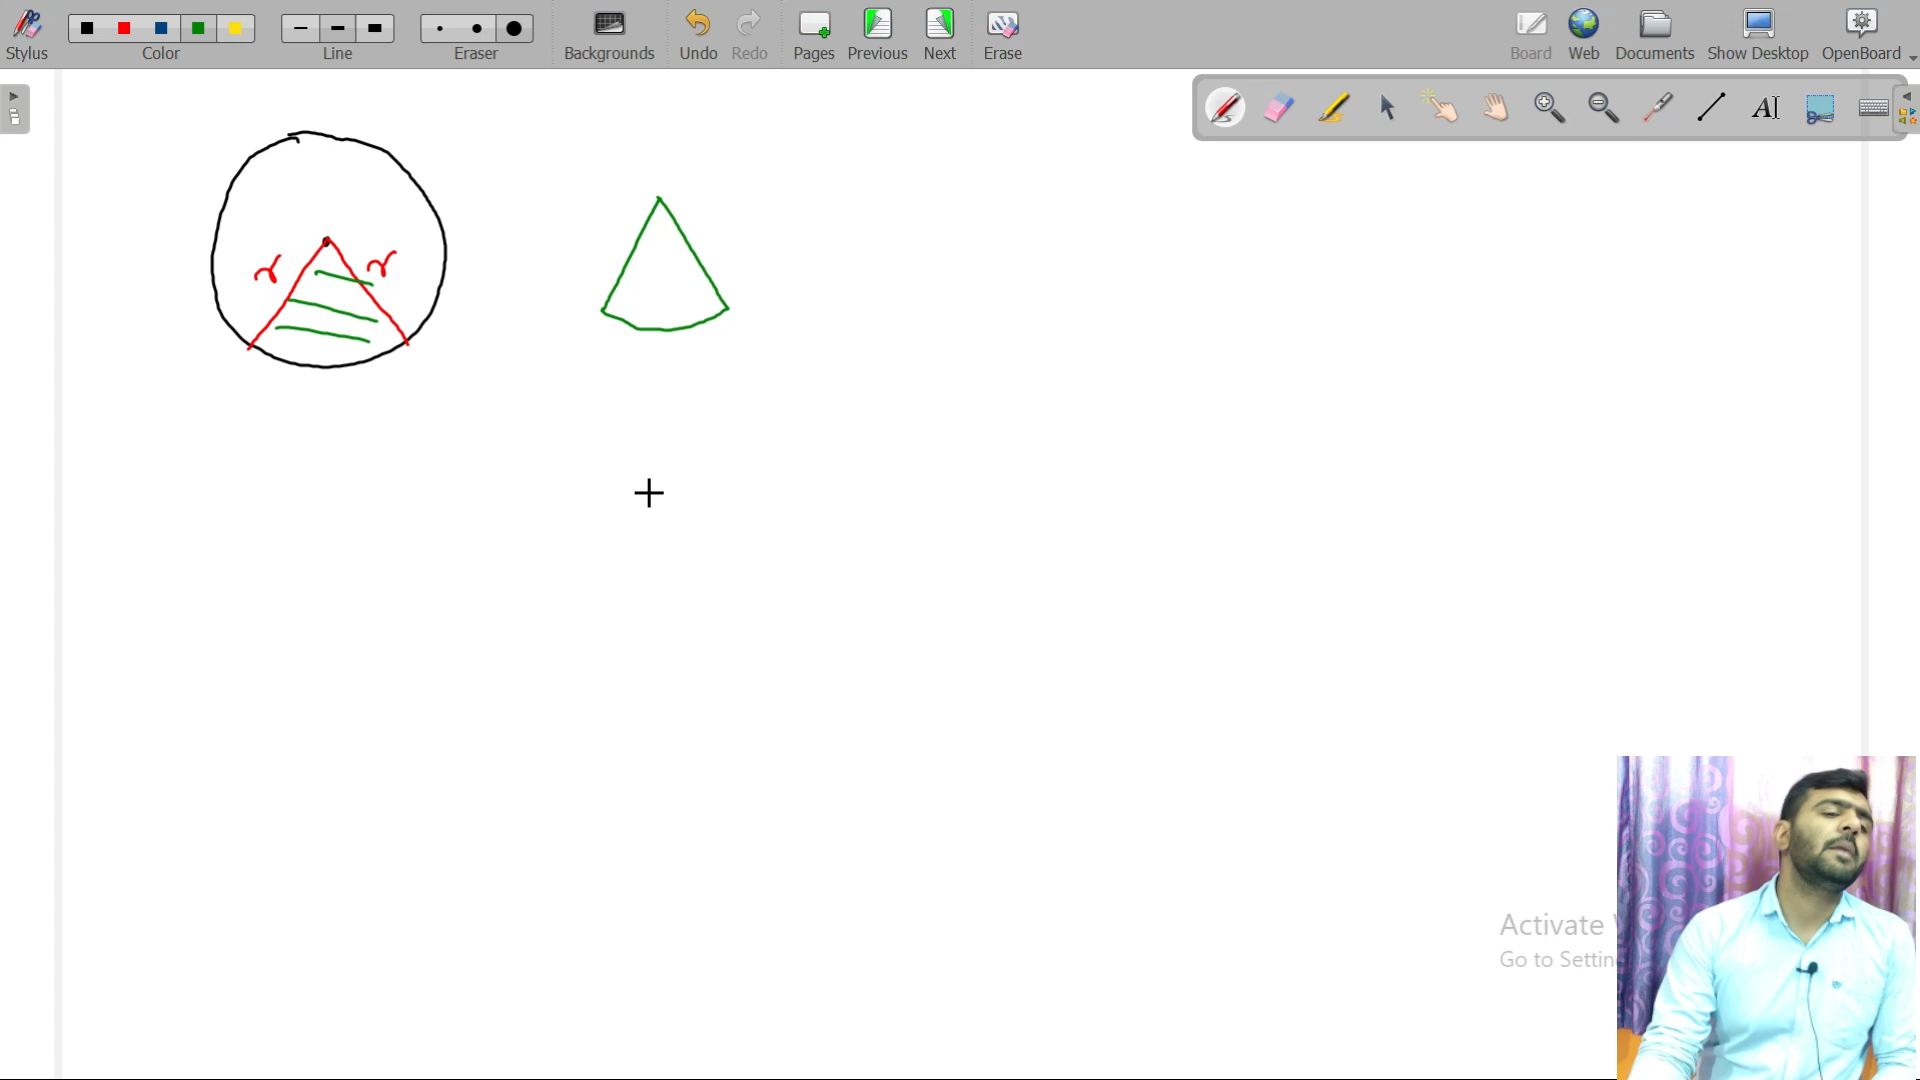 Stylus Color Line Eraser Backgrounds Undo Redo Pages Previous Next Erase Board Web Documents Show Desktop OpenBoard
r r
Activate
Go to Settin